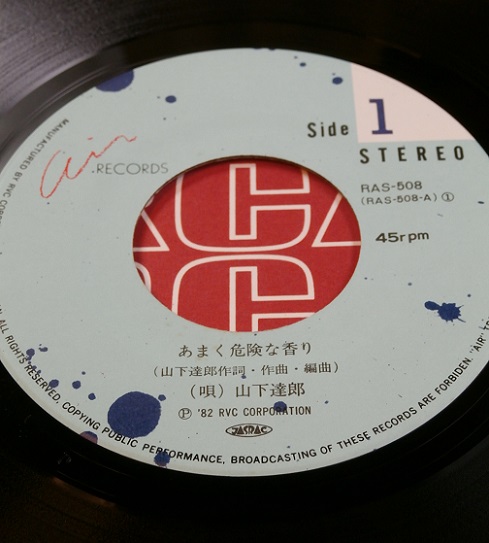 Side 1
STEREO
Air RECORDS
RAS-508
(RAS-508-A) ①
45rpm
あまく危険な香り
(山下達郎作詞・作曲・編曲)
(唄) 山下達郎
Ⓟ '82 RVC CORPORATION
JASRAC
MANUFACTURED BY RVC
ALL RIGHTS RESERVED. COPYING PUBLIC PERFORMANCE, BROADCASTING OF THESE RECORDS ARE FORBIDDEN. "AIR"